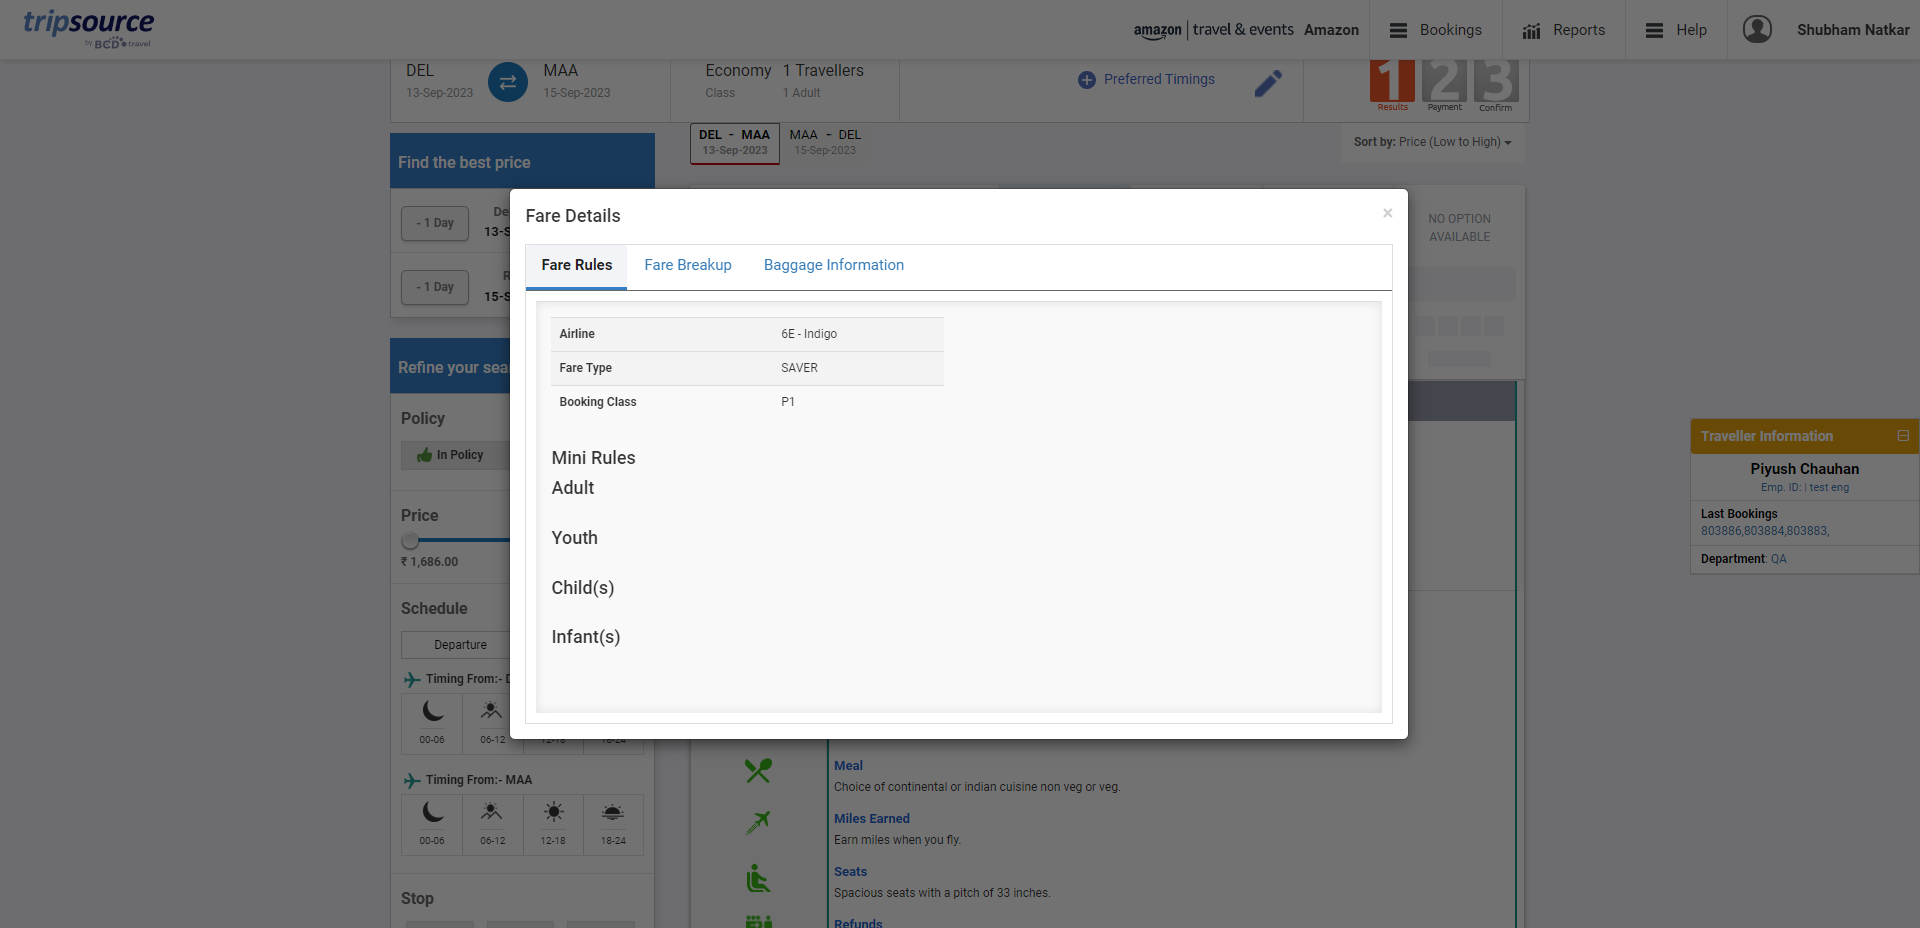 tripsource
by BCD travel
amazon | travel & events Amazon
Bookings
Reports
Help
Shubham Natkar
DEL
13-Sep-2023
MAA
15-Sep-2023
Economy
Class
1 Travellers
1 Adult
Preferred Timings
1 2 3
Results Payment Confirm
DEL - MAA
13-Sep-2023
MAA - DEL
15-Sep-2023
Sort by: Price (Low to High)
Find the best price
- 1 Day
De
13-S
- 1 Day
R
15-S
NO OPTION
AVAILABLE
Fare Details
×
Fare Rules
Fare Breakup
Baggage Information
Airline 6E - Indigo
Fare Type SAVER
Booking Class P1
Mini Rules
Adult
Youth
Child(s)
Infant(s)
Refine your sea
Policy
In Policy
Price
₹ 1,686.00
Schedule
Departure
Timing From:- D
00-06 06-12 12-18 18-24
Timing From:- MAA
00-06 06-12 12-18 18-24
Stop
Traveller Information
Piyush Chauhan
Emp. ID: | test eng
Last Bookings
803886,803884,803883,
Department: QA
Meal
Choice of continental or indian cuisine non veg or veg.
Miles Earned
Earn miles when you fly.
Seats
Spacious seats with a pitch of 33 inches.
Refunds